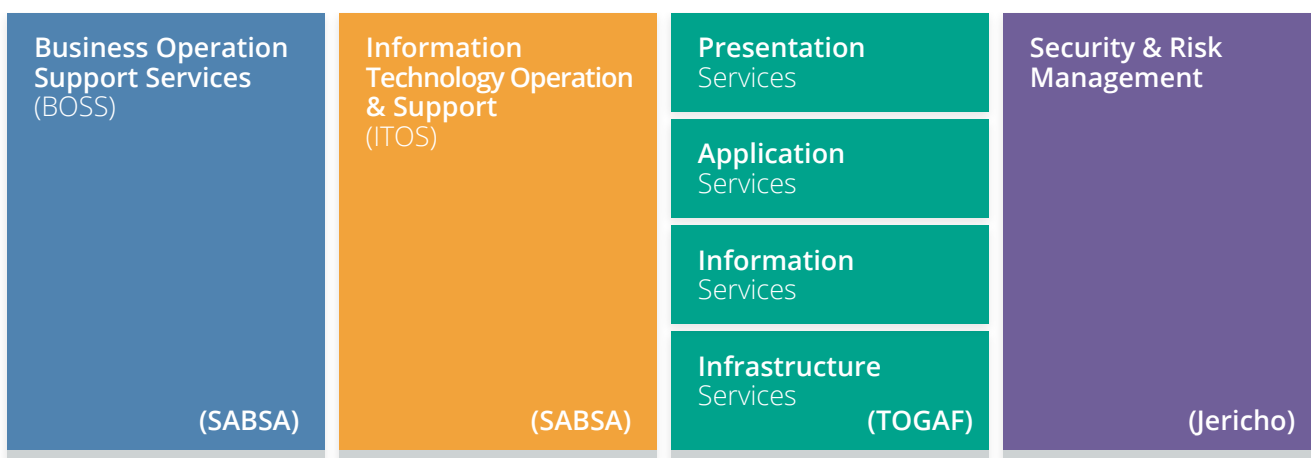 Business Operation
Support Services
(BOSS)
(SABSA)
Information
Technology Operation
& Support
(ITOS)
(SABSA)
Presentation
Services
Application
Services
Information
Services
Infrastructure
Services
(TOGAF)
Security & Risk
Management
(Jericho)